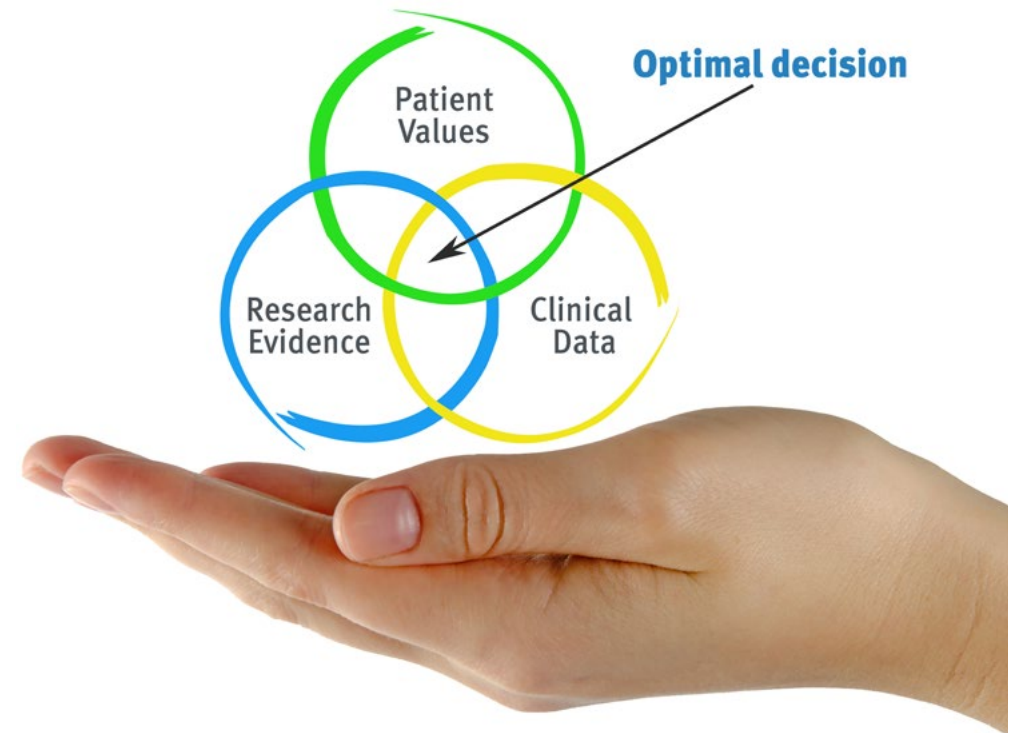 Optimal decision
Patient
Values
Research
Evidence
Clinical
Data